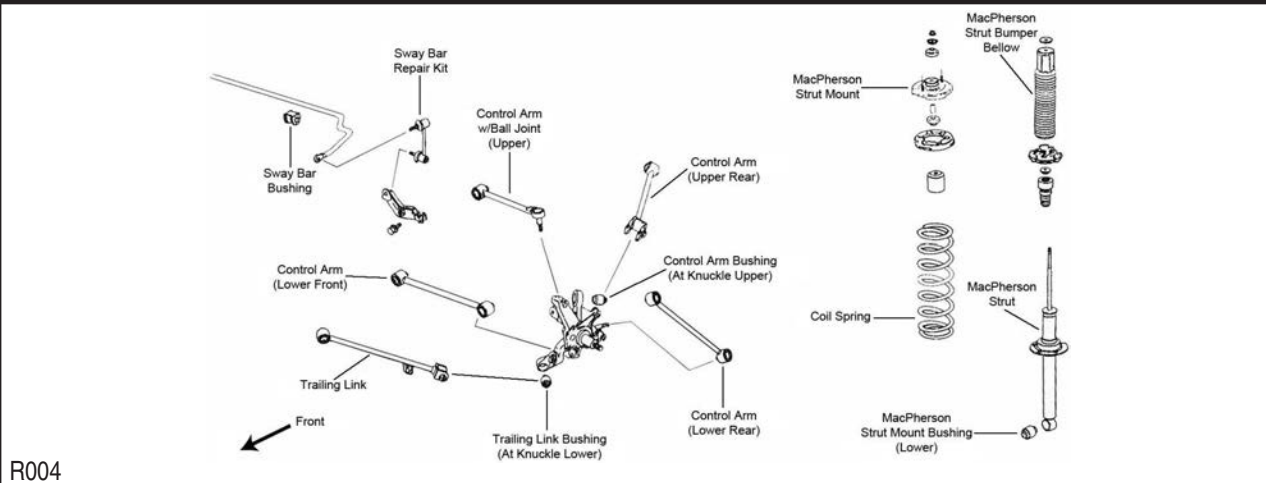 MacPherson
Strut Bumper
Bellow
Sway Bar
Repair Kit
MacPherson
Strut Mount
Control Arm
w/Ball Joint
(Upper)
Sway Bar
Bushing
Control Arm
(Upper Rear)
Control Arm
(Lower Front)
Control Arm Bushing
(At Knuckle Upper)
MacPherson
Strut
Coil Spring
Trailing Link
Front
Control Arm
(Lower Rear)
Trailing Link Bushing
(At Knuckle Lower)
MacPherson
Strut Mount Bushing
(Lower)
R004